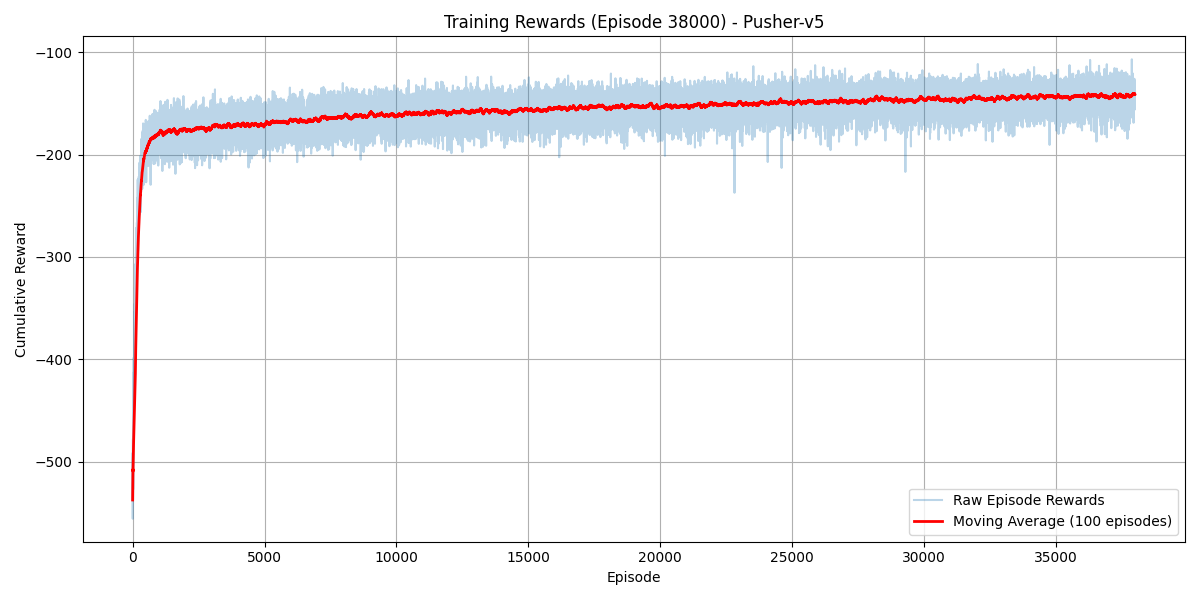 Training Rewards (Episode 38000) - Pusher-v5
Cumulative Reward
−100
−200
−300
−400
−500
0
5000
10000
15000
20000
25000
30000
35000
Episode
Raw Episode Rewards
Moving Average (100 episodes)